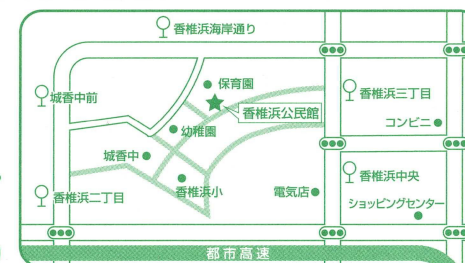 香椎浜海岸通り
保育園
城香中前
香椎浜三丁目
香椎浜公民館
コンビニ
幼稚園
城香中
香椎浜中央
香椎浜二丁目
香椎浜小
電気店
ショッピングセンター
都市高速